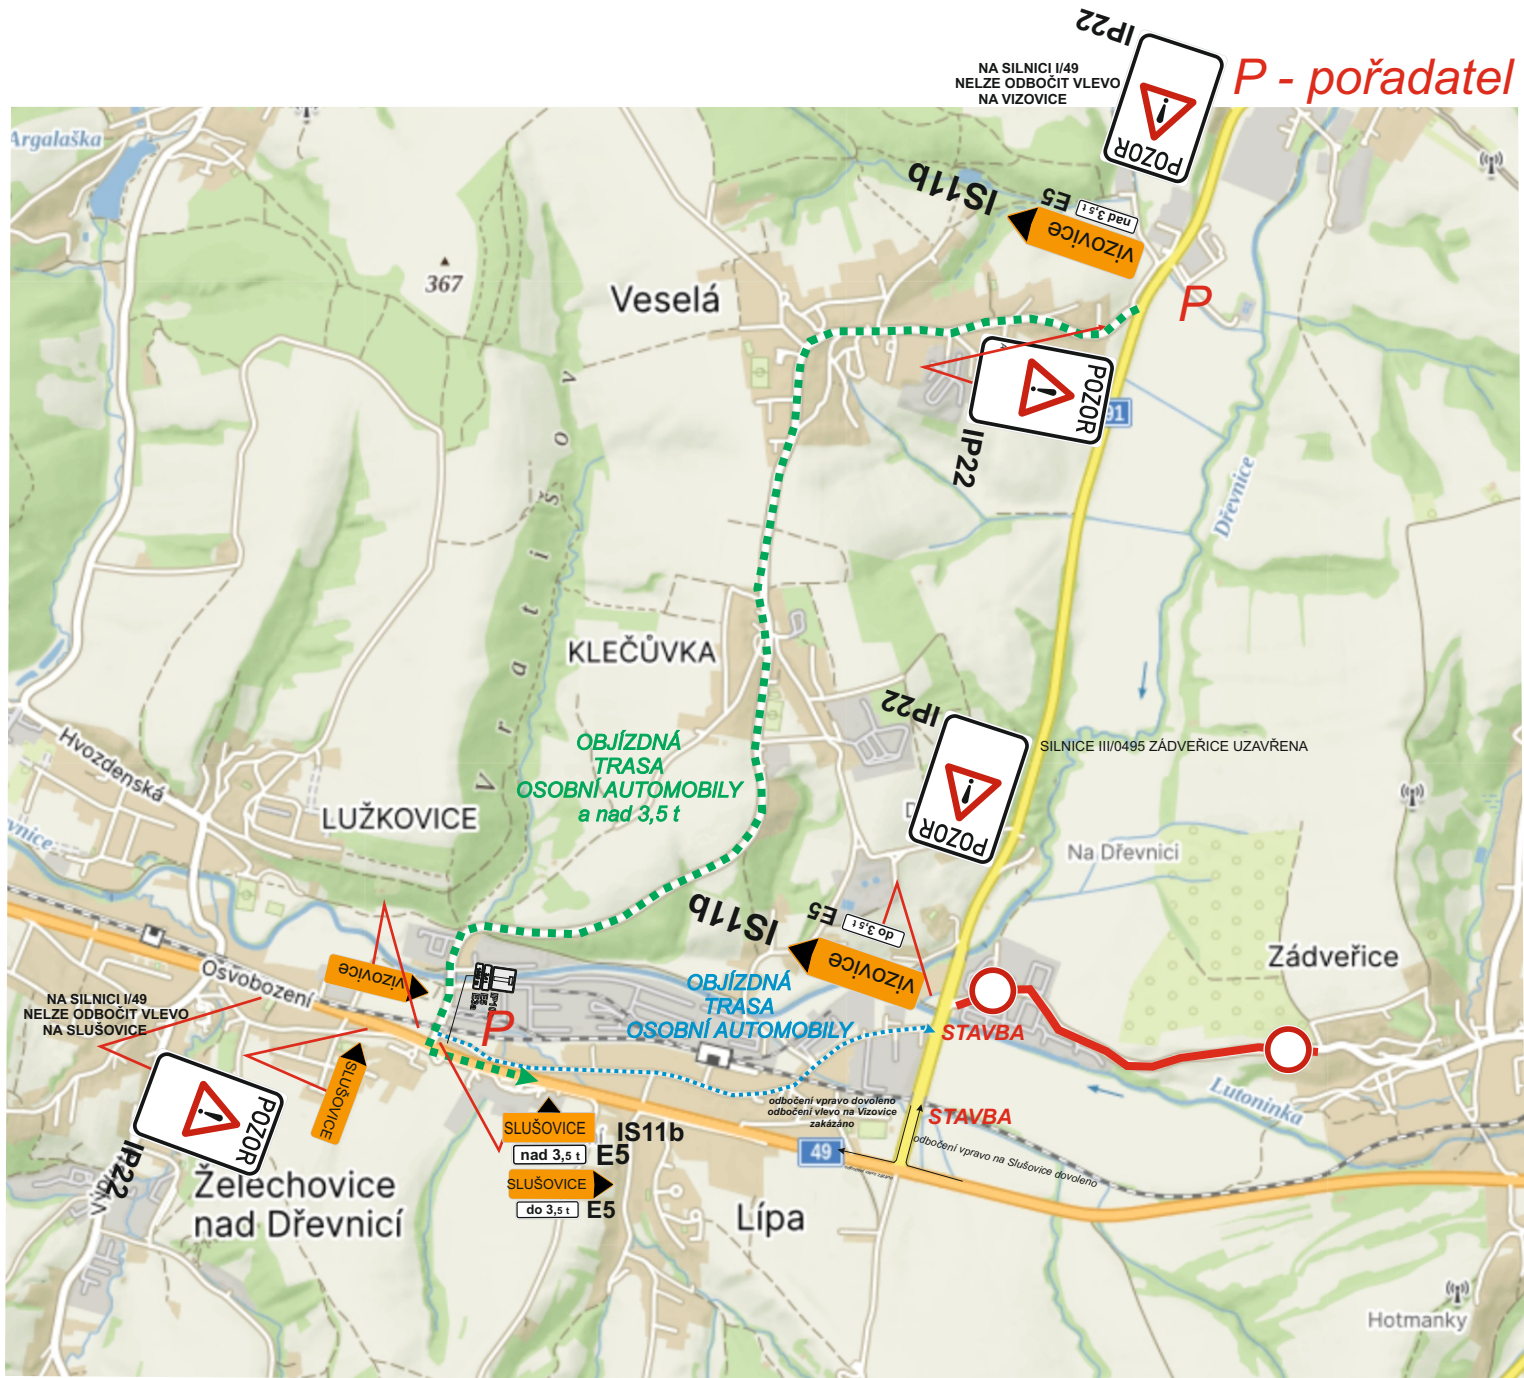 IP22
NA SILNICI I/49
NELZE ODBOČIT VLEVO
NA VIZOVICE
P - pořadatel
POZOR
Argalaška
IS11b
E5
nad 3,5 t
Vizovice
367
Veselá
P
POZOR
IP22
91
Dřevnice
Vratišov
KLEČŮVKA
IP22
SILNICE III/0495 ZÁDVEŘICE UZAVŘENA
POZOR
Hvozdenská
OBJÍZDNÁ
TRASA
OSOBNÍ AUTOMOBILY
a nad 3,5 t
LUŽKOVICE
Na Dřevnici
IS11b
E5
do 3,5 t
Vizovice
Zádveřice
Osvobození
Vizovice
NA SILNICI I/49
NELZE ODBOČIT VLEVO
NA SLUŠOVICE
P
OBJÍZDNÁ
TRASA
OSOBNÍ AUTOMOBILY
STAVBA
SLUŠOVICE
POZOR
IP22
Lutoninka
odbočení vpravo dovoleno
odbočení vlevo na Vizovice
zakázáno
STAVBA
odbočení vpravo na Slušovice dovoleno
SLUŠOVICE
IS11b
nad 3,5 t
E5
SLUŠOVICE
do 3,5 t
E5
49
Želechovice
nad Dřevnicí
Lípa
Hotmanky